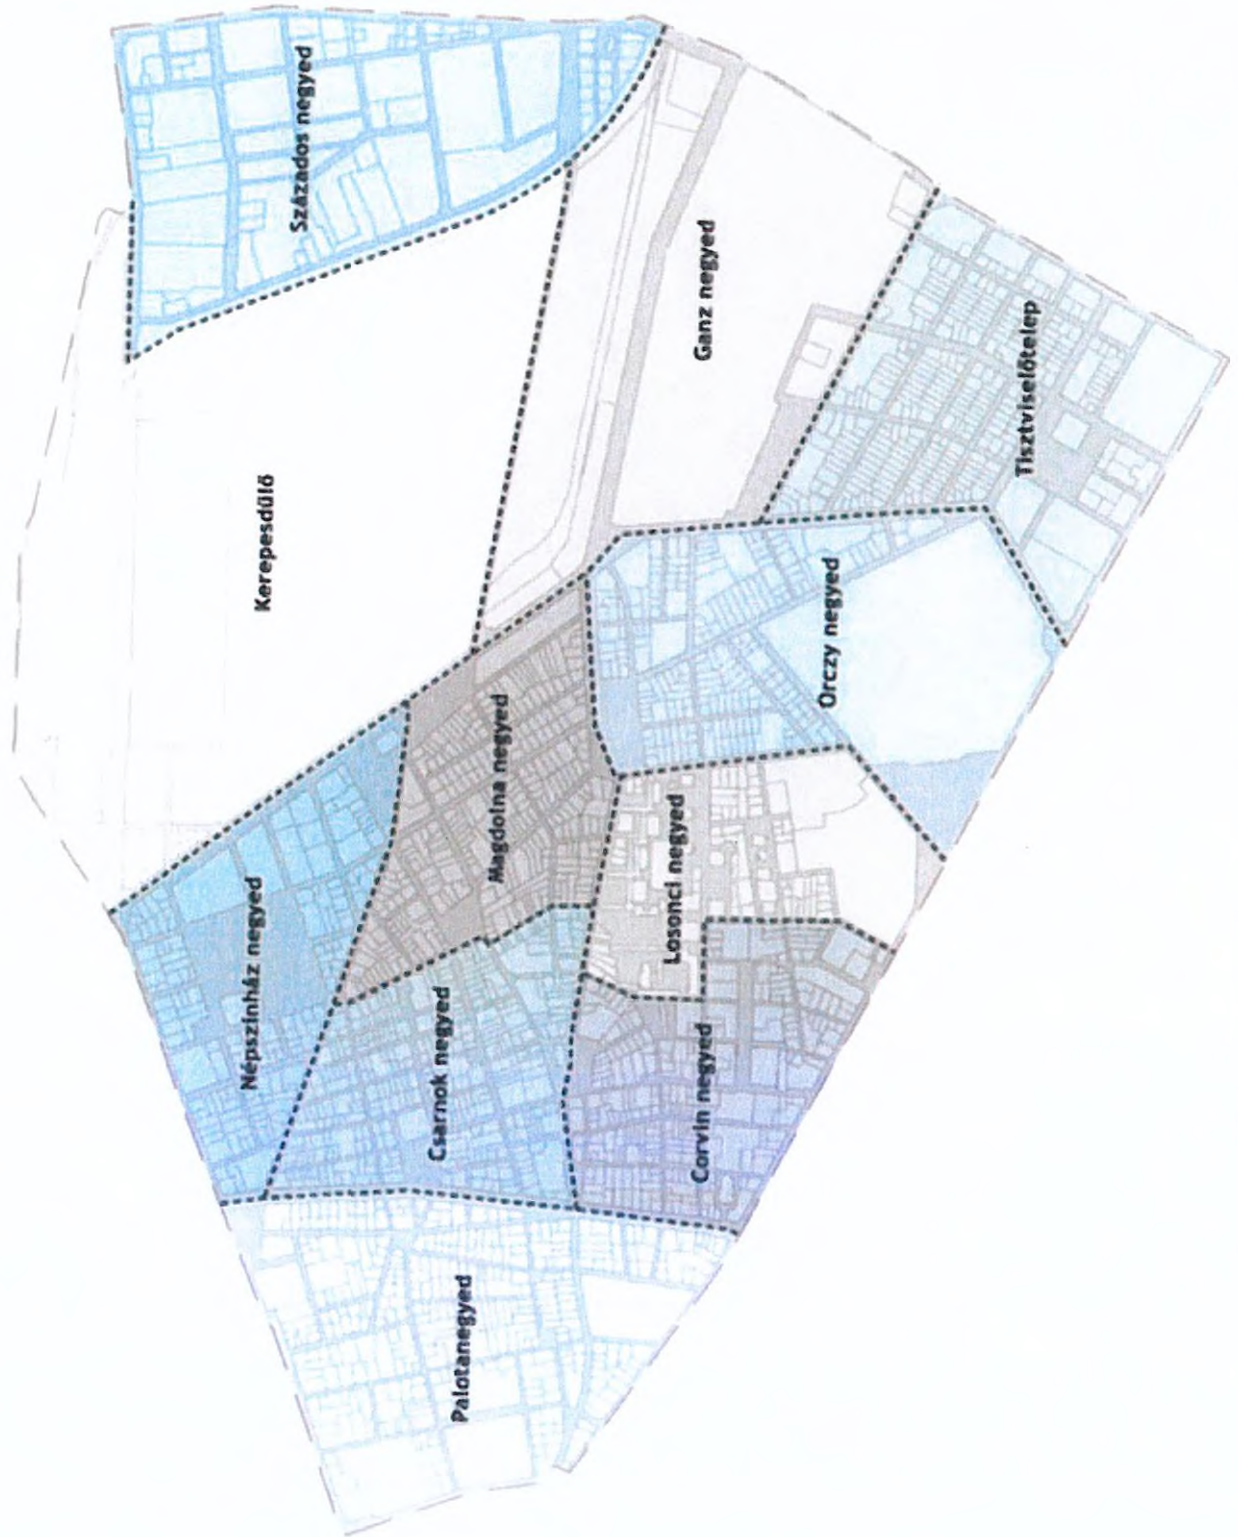 Népszínház negyed
Kerepesdűlő
Százados negyed
Palotanegyed
Csarnok negyed
Magdolna negyed
Corvin negyed
Losonci negyed
Ganz negyed
Orczy negyed
Tisztviselőtelep